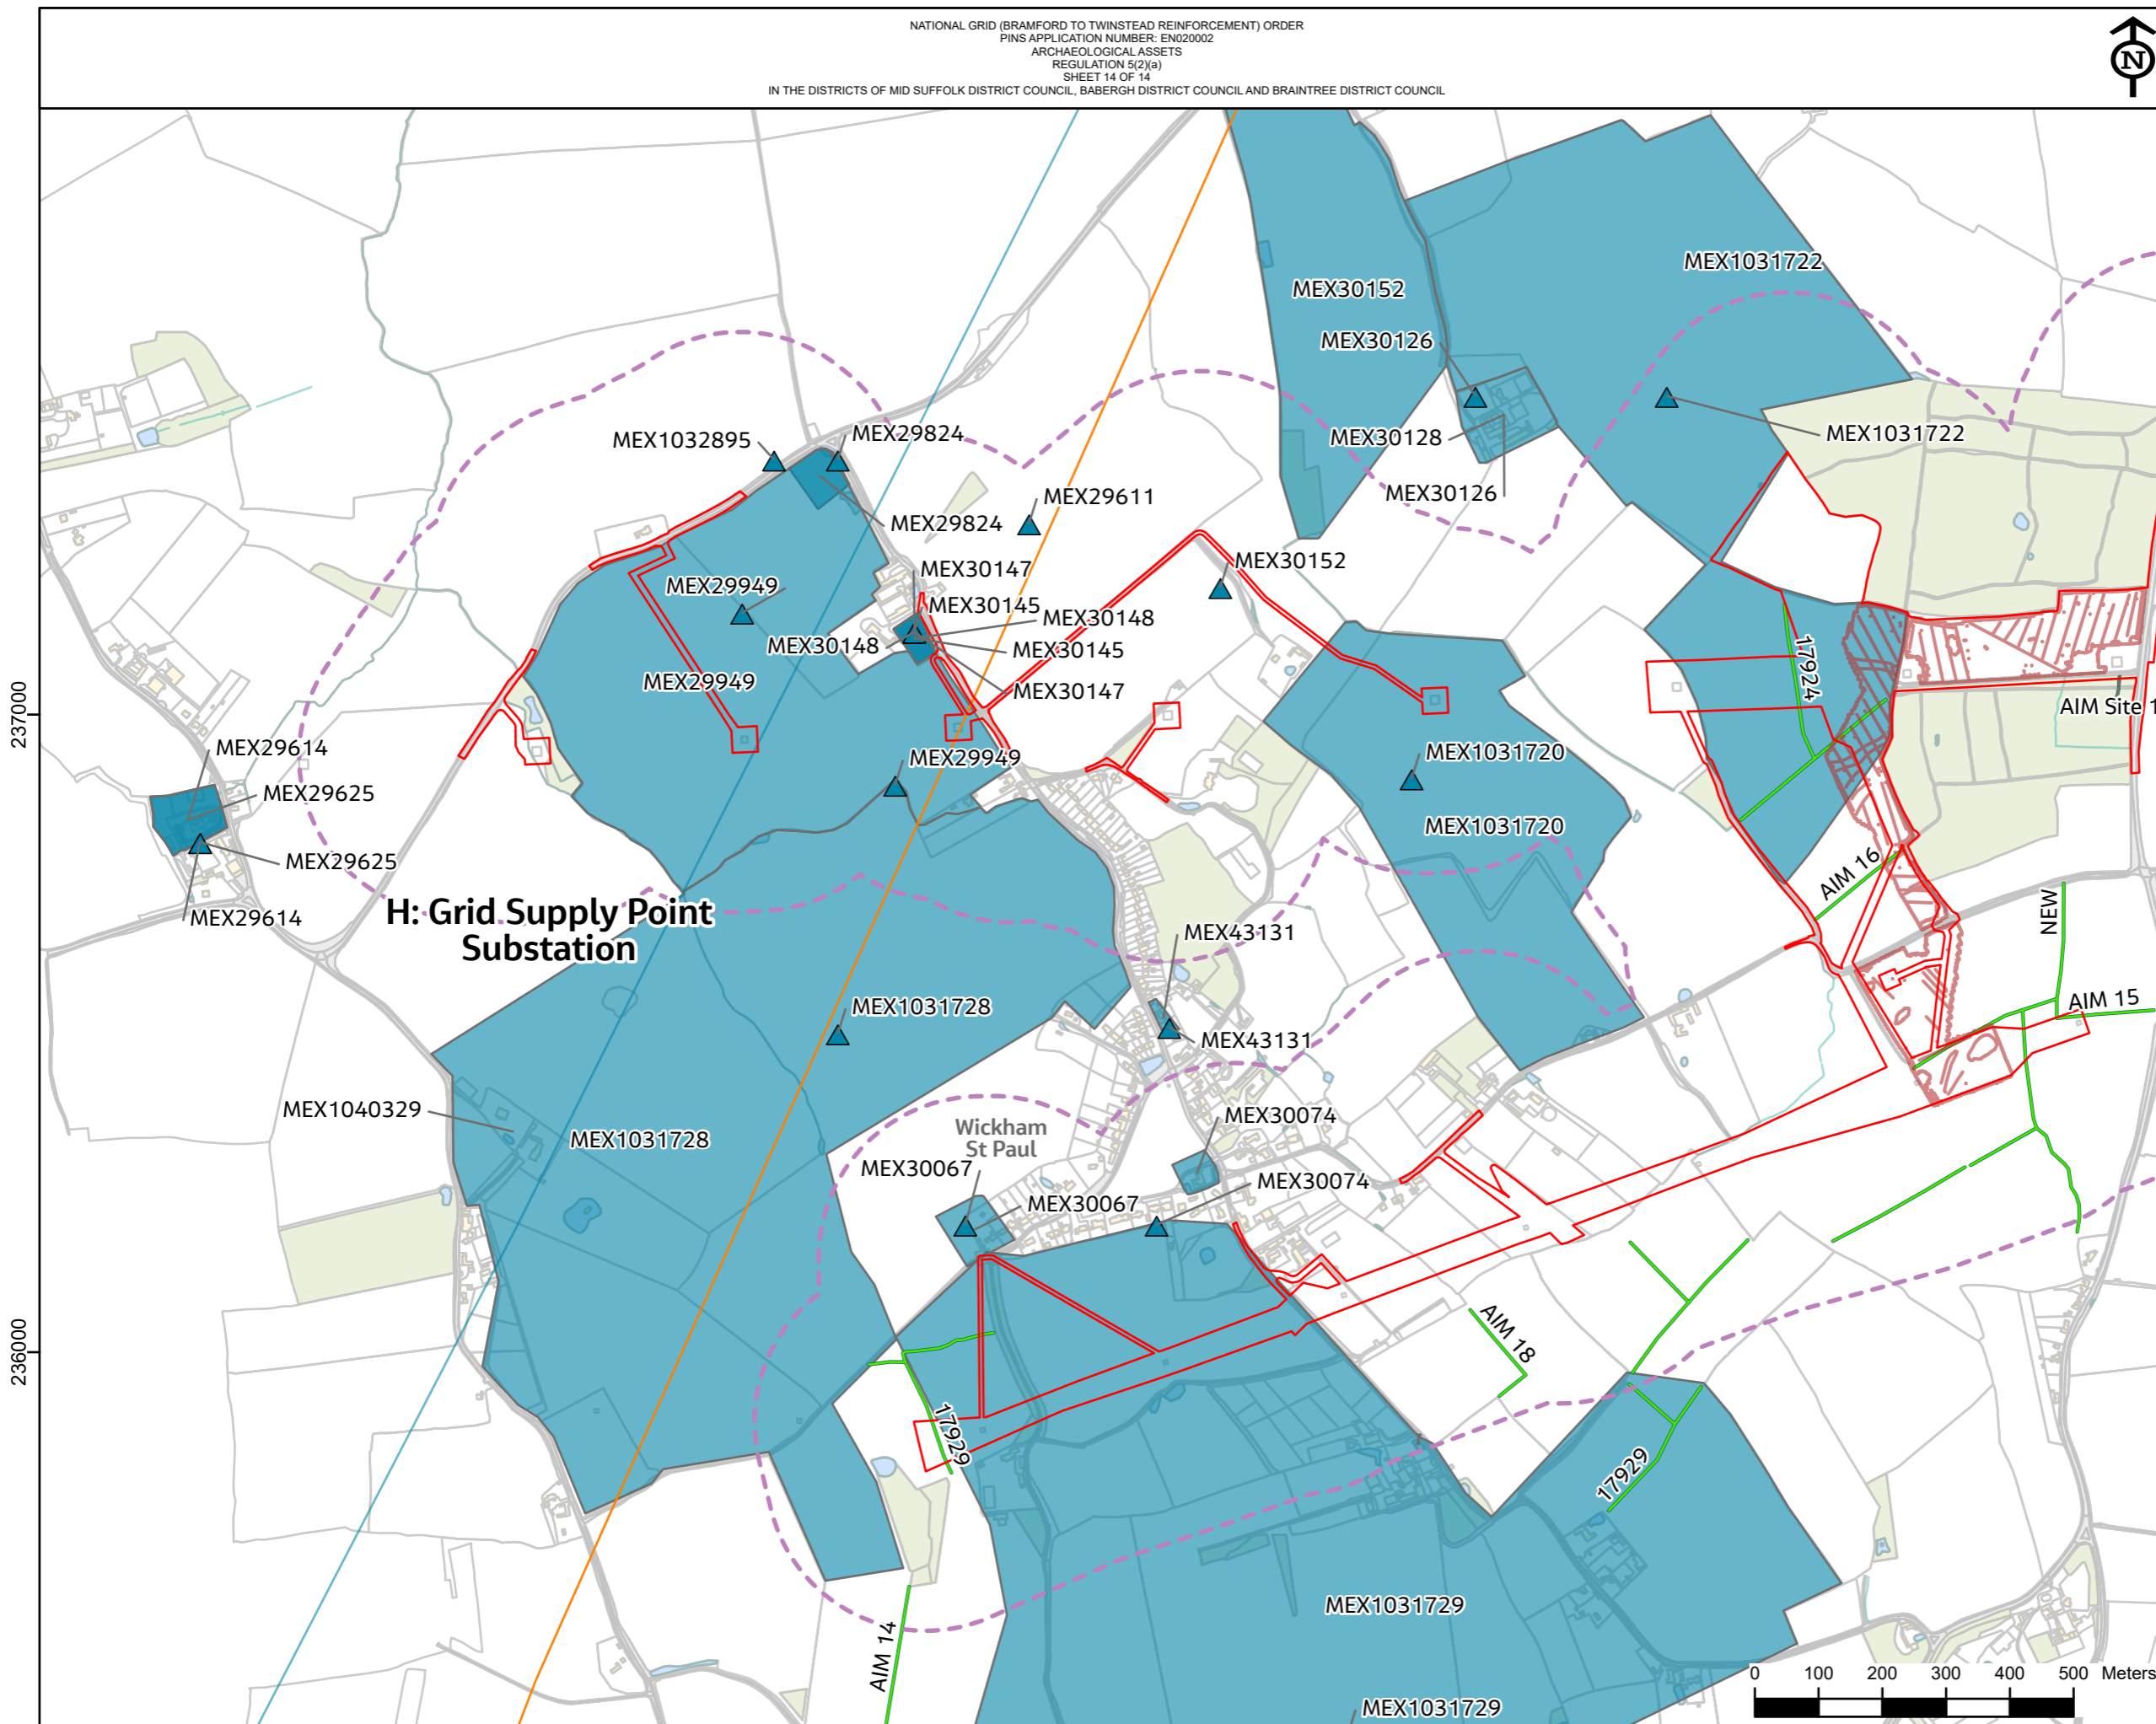 NATIONAL GRID (BRAMFORD TO TWINSTEAD REINFORCEMENT) ORDER
PINS APPLICATION NUMBER: EN020002
ARCHAEOLOGICAL ASSETS
REGULATION 5(2)(a)
SHEET 14 OF 14
IN THE DISTRICTS OF MID SUFFOLK DISTRICT COUNCIL, BABERGH DISTRICT COUNCIL AND BRAINTREE DISTRICT COUNCIL
N
MEX1031722
MEX30152
MEX30126
MEX1032895
MEX29824
MEX30128
MEX1031722
MEX30126
MEX29611
MEX29824
MEX30147
MEX30152
MEX29949
MEX30145
MEX30148
MEX30148
MEX30145
MEX29949
MEX30147
17924
237000
AIM Site 1
MEX29614
MEX29949
MEX1031720
MEX29625
MEX1031720
MEX29625
AIM 16
MEX29614
H: Grid Supply Point
Substation
MEX43131
NEW
MEX1031728
AIM 15
MEX43131
MEX1040329
MEX1031728
MEX30074
Wickham
St Paul
MEX30067
MEX30074
MEX30067
236000
AIM 18
17929
17929
MEX1031729
AIM 14
0 100 200 300 400 500 Meters
MEX1031729